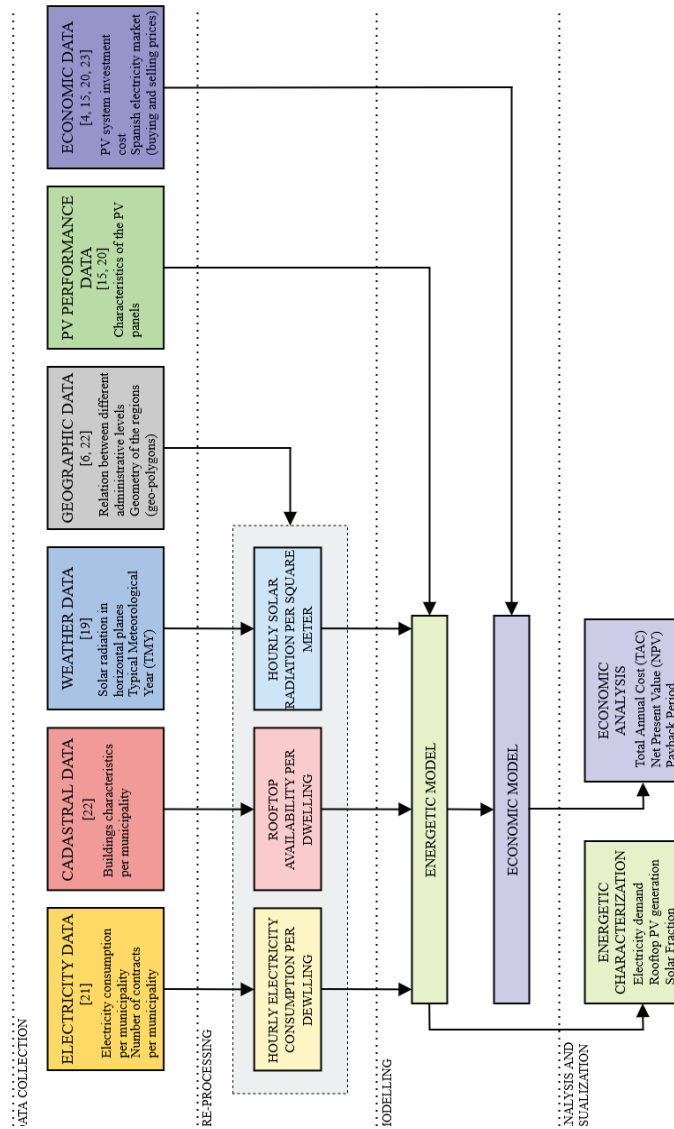 ATA COLLECTION
ELECTRICITY DATA
[21]
Electricity consumption
per municipality
Number of contracts
per municipality
CADASTRAL DATA
[22]
Buildings characteristics
per municipality
WEATHER DATA
[19]
Solar radiation in
horizontal planes
Typical Meteorological
Year (TMY)
GEOGRAPHIC DATA
[6, 22]
Relation between different
administrative levels
Geometry of the regions
(geo-polygons)
PV PERFORMANCE
DATA
[15, 20]
Characteristics of the PV
panels
ECONOMIC DATA
[4, 15, 20, 23]
PV system investment
cost
Spanish electricity market
(buying and selling prices)
RE-PROCESSING
HOURLY ELECTRICITY
CONSUMPTION PER
DEWLLING
ROOFTOP
AVAILABILITY PER
DWELLING
HOURLY SOLAR
RADIATION PER SQUARE
METER
ODELLING
ENERGETIC MODEL
ECONOMIC MODEL
NALYSIS AND
SUALIZATION
ENERGETIC
CHARACTERIZATION
Electricity demand
Rooftop PV generation
Solar Fraction
ECONOMIC
ANALYSIS
Total Annual Cost (TAC)
Net Present Value (NPV)
Payback Period